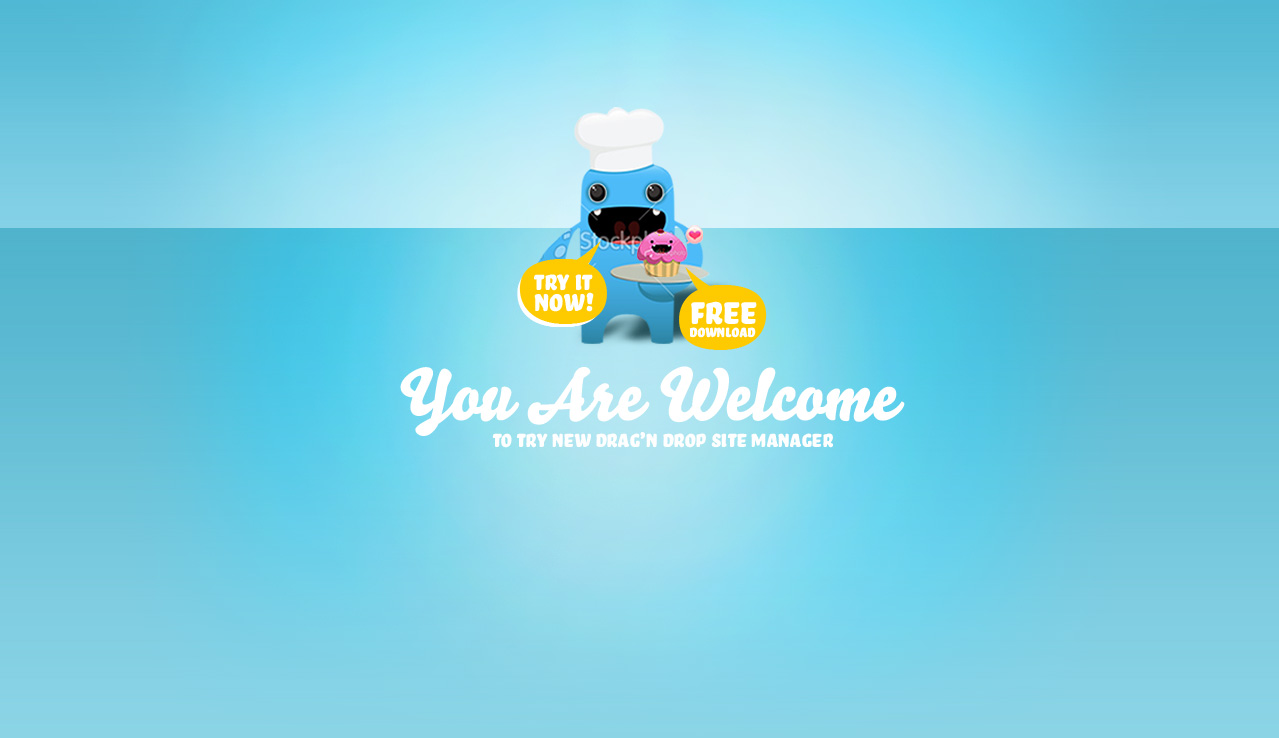 TRY IT
NOW!
FREE
DOWNLOAD
You Are Welcome
TO TRY NEW DRAG'N DROP SITE MANAGER